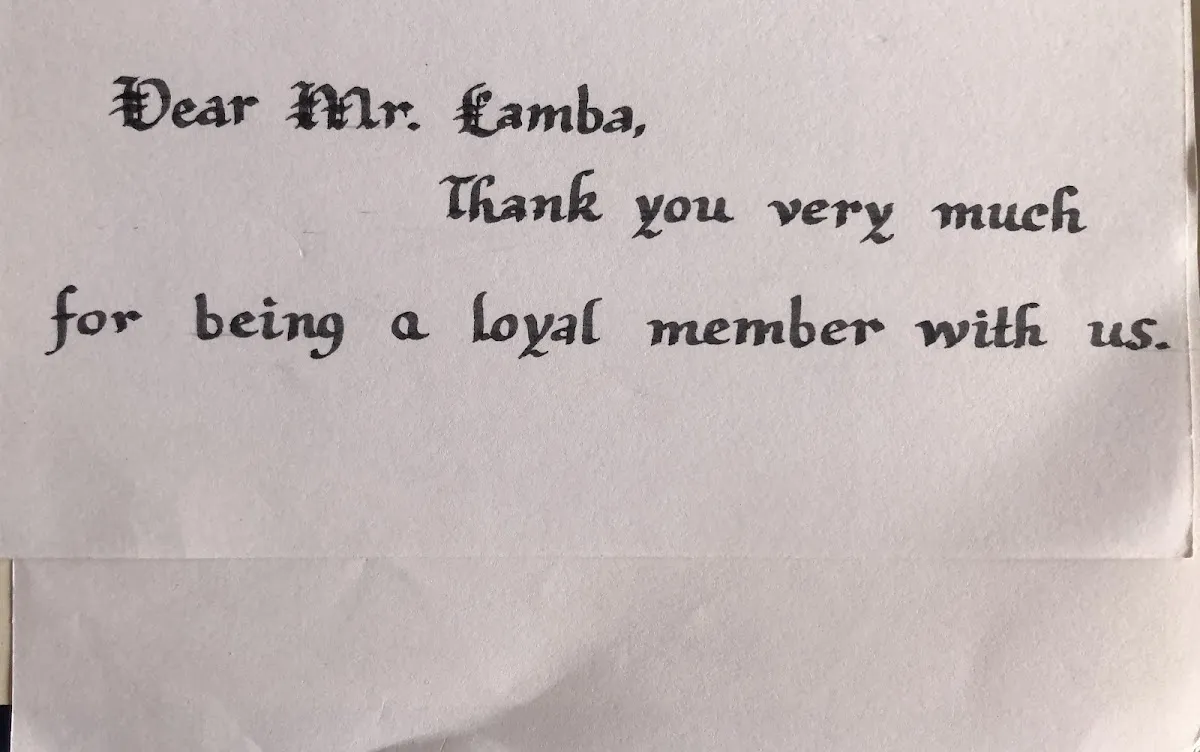 Dear Mr. Lamba,
Thank you very much
for being a loyal member with us.